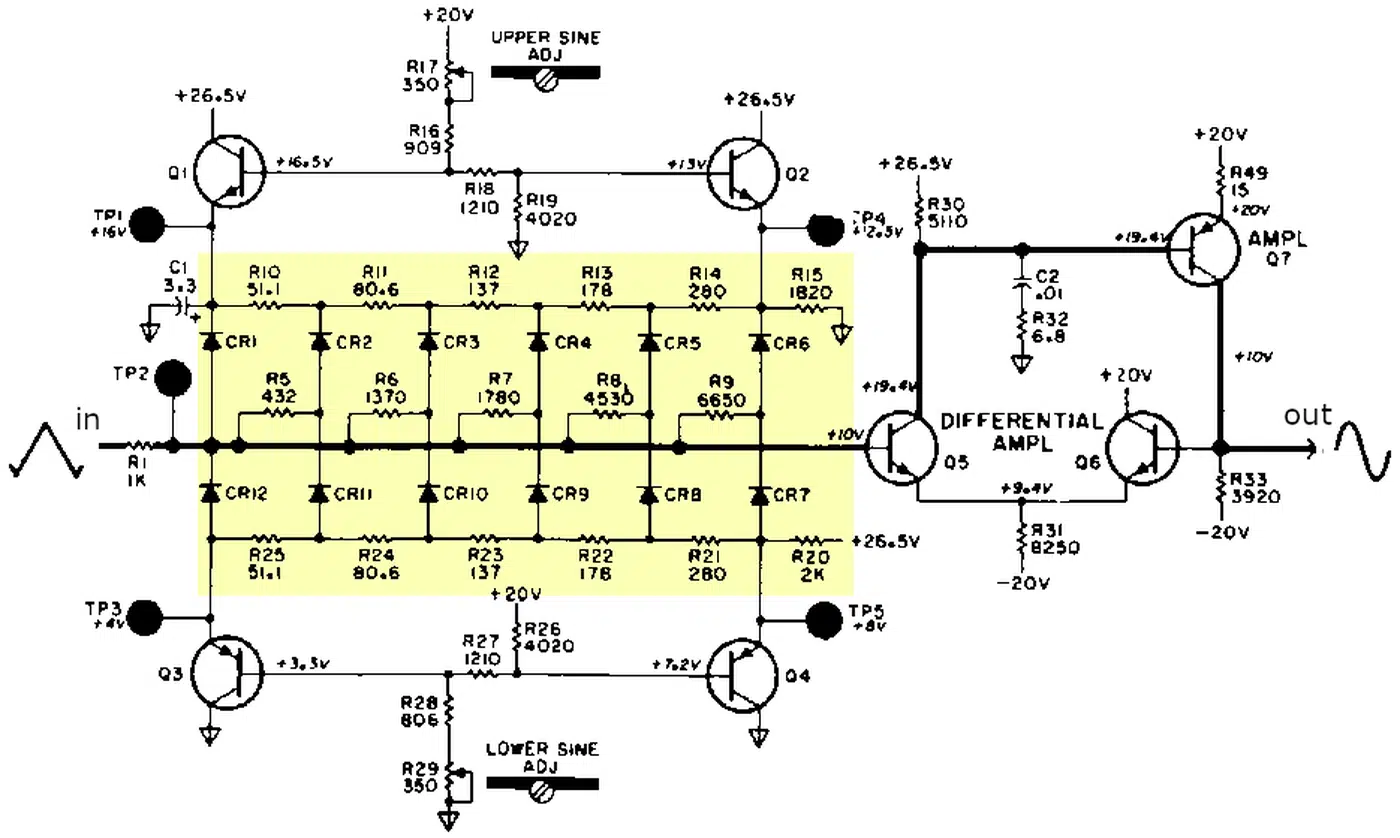 +20V
UPPER SINE
ADJ
R17
350
+26.5V
+26.5V
R16
909
+20V
Q1
+16.5V
+13V
Q2
+26.5V
R49
15
+20V
R18
1210
R19
4020
R30
5110
TP1
+16V
TP4
+12.5V
+19.4V
AMPL
Q7
C1
3.3
+
R10
51.1
R11
80.6
R12
137
R13
178
R14
280
R15
1820
C2
.01
R32
6.8
CR1
CR2
CR3
CR4
CR5
CR6
+10V
TP2
R5
432
R6
1370
R7
1780
R8
4530
R9
6650
+19.4V
+20V
in
DIFFERENTIAL
AMPL
out
+10V
R1
1K
Q5
Q6
CR12
CR11
CR10
CR9
CR8
CR7
+9.4V
R33
3920
-20V
R25
51.1
R24
80.6
R23
137
R22
178
R21
280
R20
2K
+26.5V
R31
8250
-20V
+20V
TP3
+4V
TP5
+8V
R27
1210
R26
4020
Q3
+3.3V
+7.2V
Q4
R28
806
LOWER SINE
ADJ
R29
350